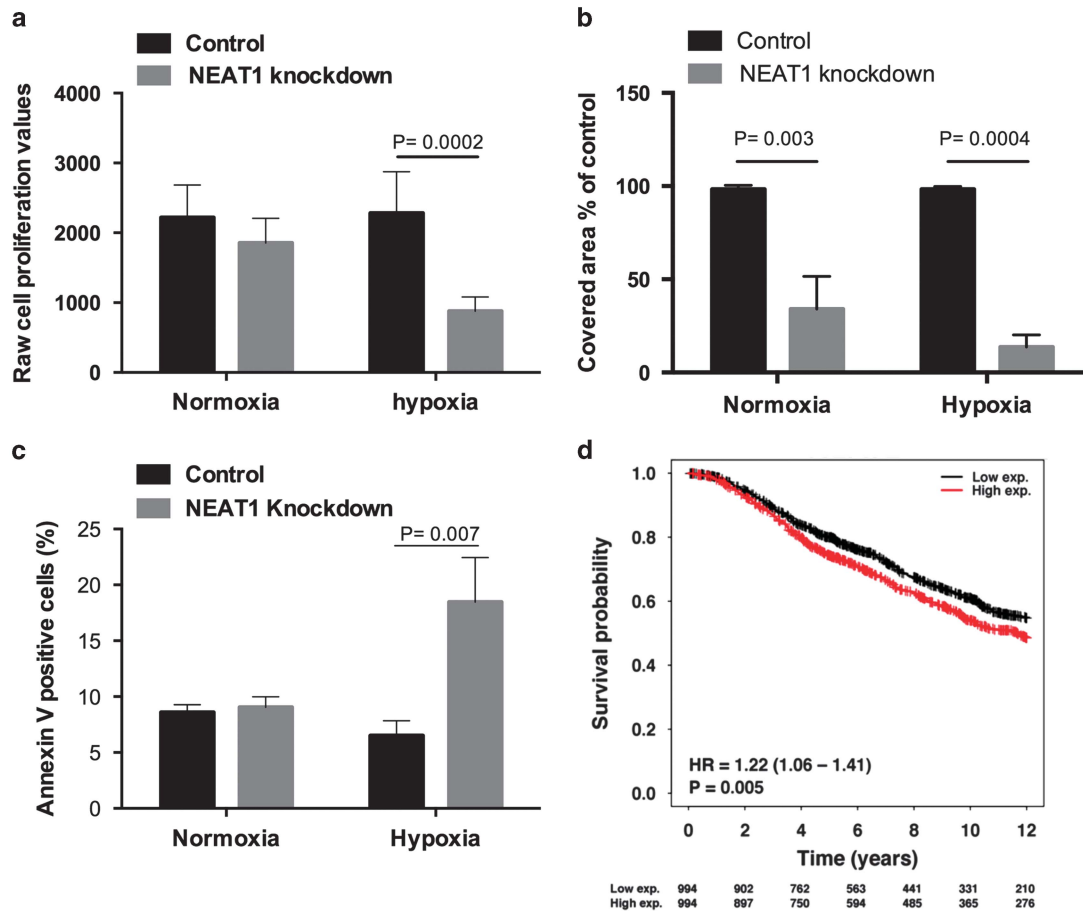 a
Control
NEAT1 knockdown
Raw cell proliferation values
4000
3000
2000
1000
0
P= 0.0002
Normoxia
hypoxia
b
Control
NEAT1 knockdown
Covered area % of control
150
100
50
0
P= 0.003
P= 0.0004
Normoxia
Hypoxia
c
Control
NEAT1 Knockdown
Annexin V positive cells (%)
25
20
15
10
5
0
P= 0.007
Normoxia
Hypoxia
d
Survival probability
1.0
0.8
0.6
0.4
0.2
0.0
Low exp.
High exp.
HR = 1.22 (1.06 – 1.41)
P = 0.005
0 2 4 6 8 10 12
Time (years)
Low exp. 994 902 762 563 441 331 210
High exp. 994 897 750 594 485 365 276